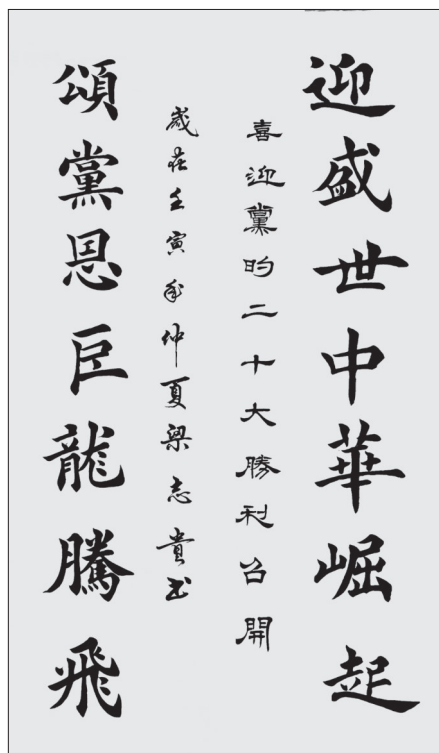 迎盛世中華崛起
喜迎黨的二十大勝利召開
歲在壬寅年仲夏梁志貴書
頌黨恩巨龍騰飛